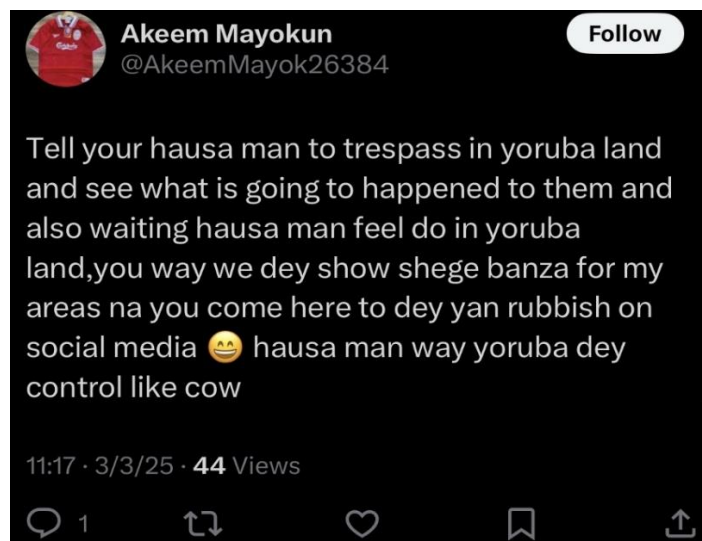 Akeem Mayokun
Follow
@AkeemMayok26384
Tell your hausa man to trespass in yoruba land
and see what is going to happened to them and
also waiting hausa man feel do in yoruba
land,you way we dey show shege banza for my
areas na you come here to dey yan rubbish on
social media 😄 hausa man way yoruba dey
control like cow
11:17 · 3/3/25 · 44 Views
1